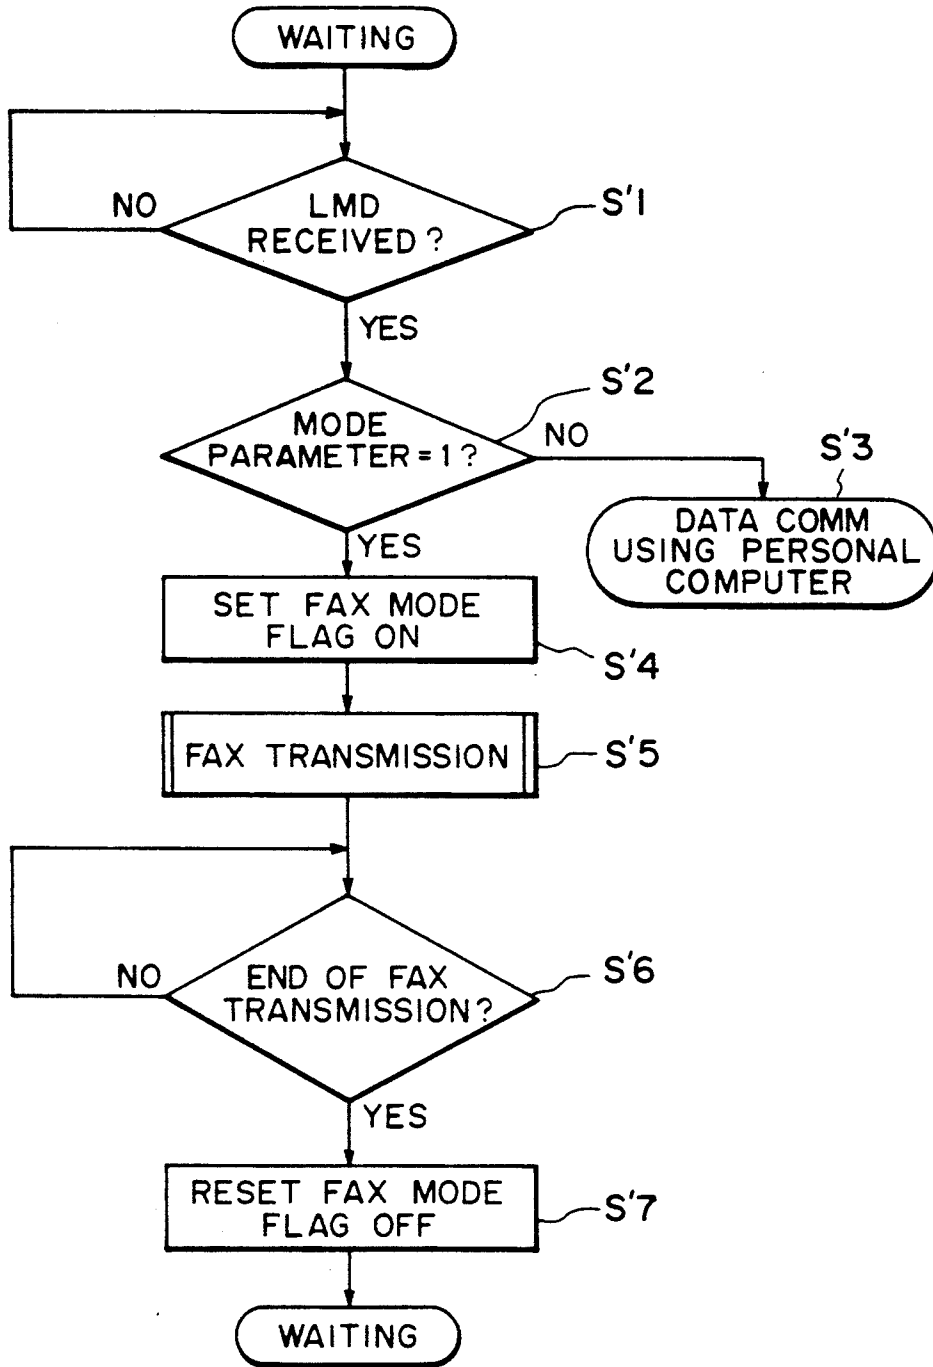 WAITING
NO
LMD
RECEIVED?
S'1
YES
S'2
MODE
PARAMETER=1?
NO
S'3
DATA COMM
USING PERSONAL
COMPUTER
YES
SET FAX MODE
FLAG ON
S'4
FAX TRANSMISSION
S'5
NO
END OF FAX
TRANSMISSION?
S'6
YES
RESET FAX MODE
FLAG OFF
S'7
WAITING